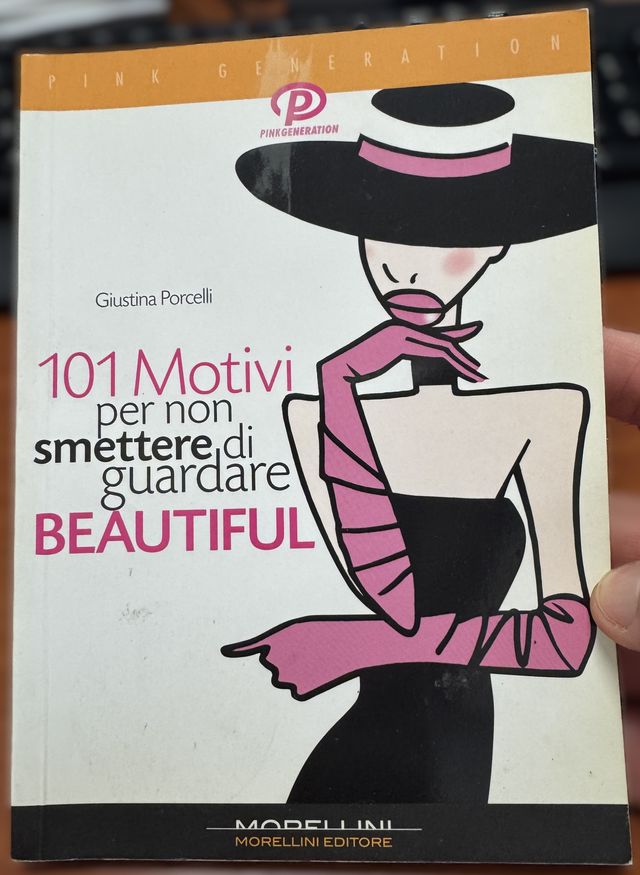 PINK GENERATION
P
PINKGENERATION
Giustina Porcelli
101 Motivi
per non
smettere di
guardare
BEAUTIFUL
MORELLINI
MORELLINI EDITORE